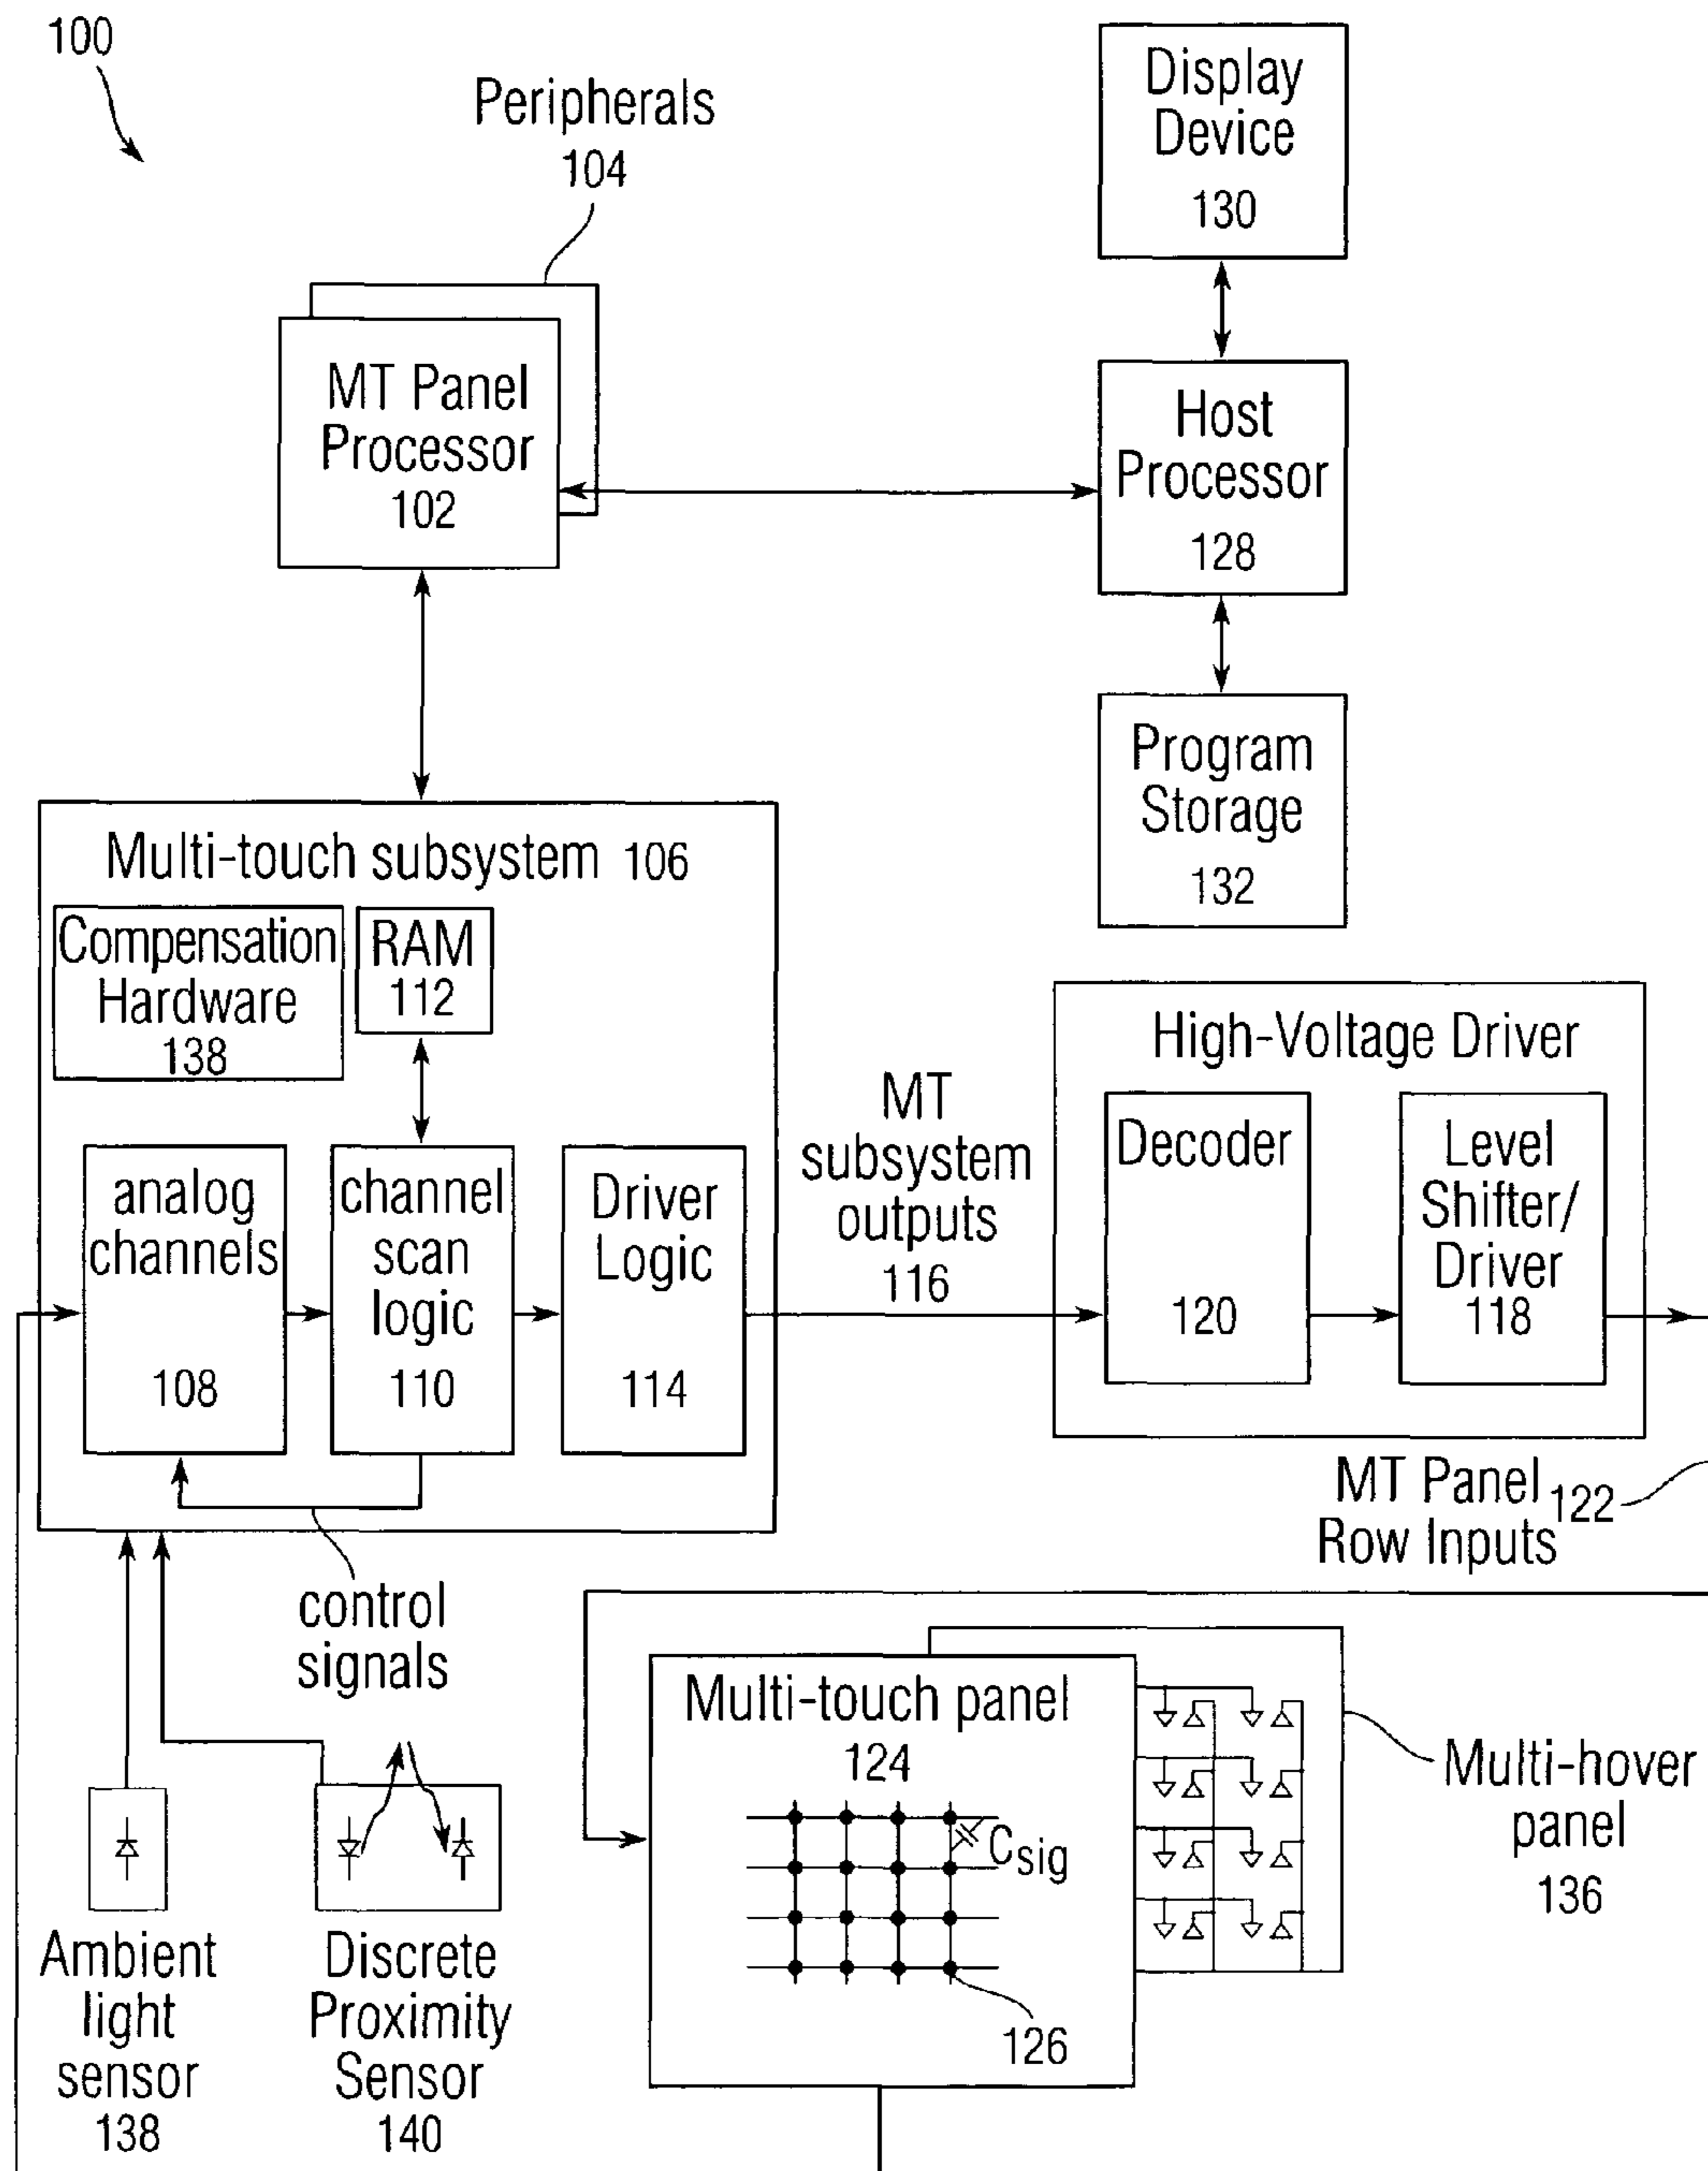 100
Peripherals
104
Display
Device
130
MT Panel
Processor
102
Host
Processor
128
Program
Storage
132
Multi-touch subsystem 106
Compensation
Hardware
138
RAM
112
analog
channels
108
channel
scan
logic
110
Driver
Logic
114
control
signals
MT
subsystem
outputs
116
High-Voltage Driver
Decoder
120
Level
Shifter/
Driver
118
MT Panel
Row Inputs
122
Ambient
light
sensor
138
Discrete
Proximity
Sensor
140
Multi-touch panel
124
Csig
126
Multi-hover
panel
136